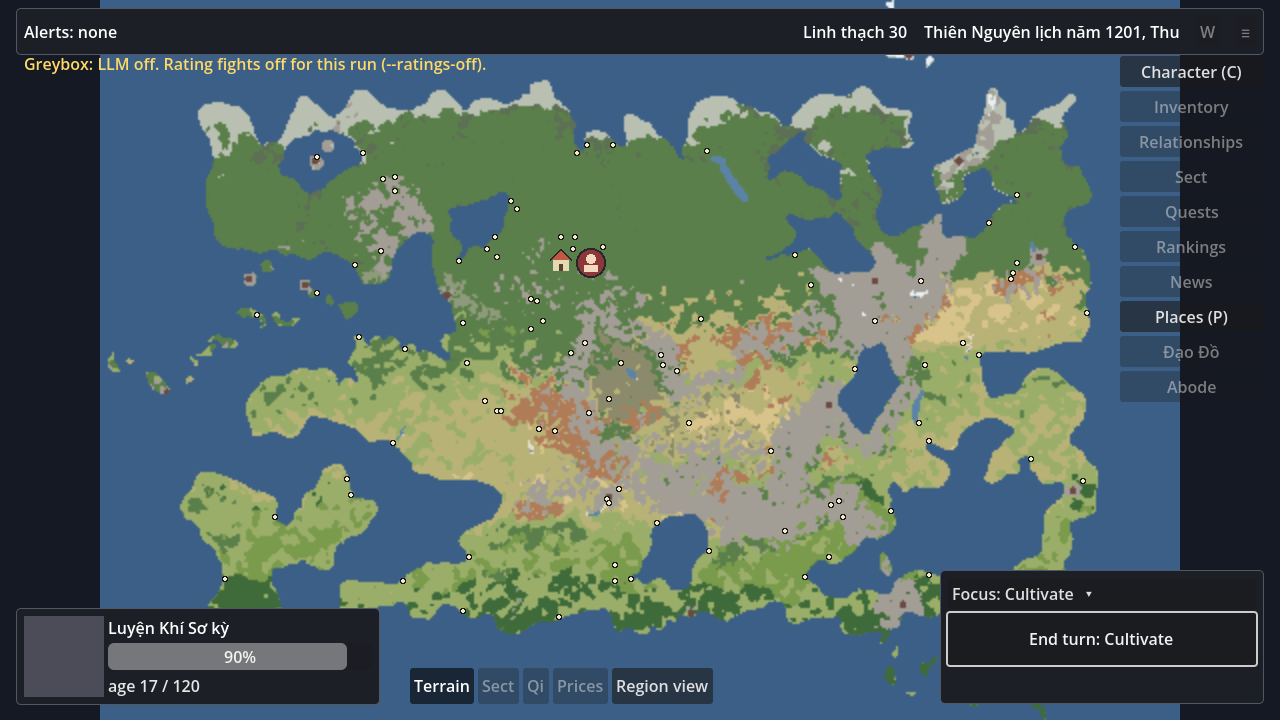 Alerts: none
Linh thạch 30 Thiên Nguyên lịch năm 1201, Thu W ≡
Greybox: LLM off. Rating fights off for this run (--ratings-off).
Character (C)
Inventory
Relationships
Sect
Quests
Rankings
News
Places (P)
Đạo Đồ
Abode
Luyện Khí Sơ kỳ
90%
age 17 / 120
Terrain Sect Qi Prices Region view
Focus: Cultivate
End turn: Cultivate